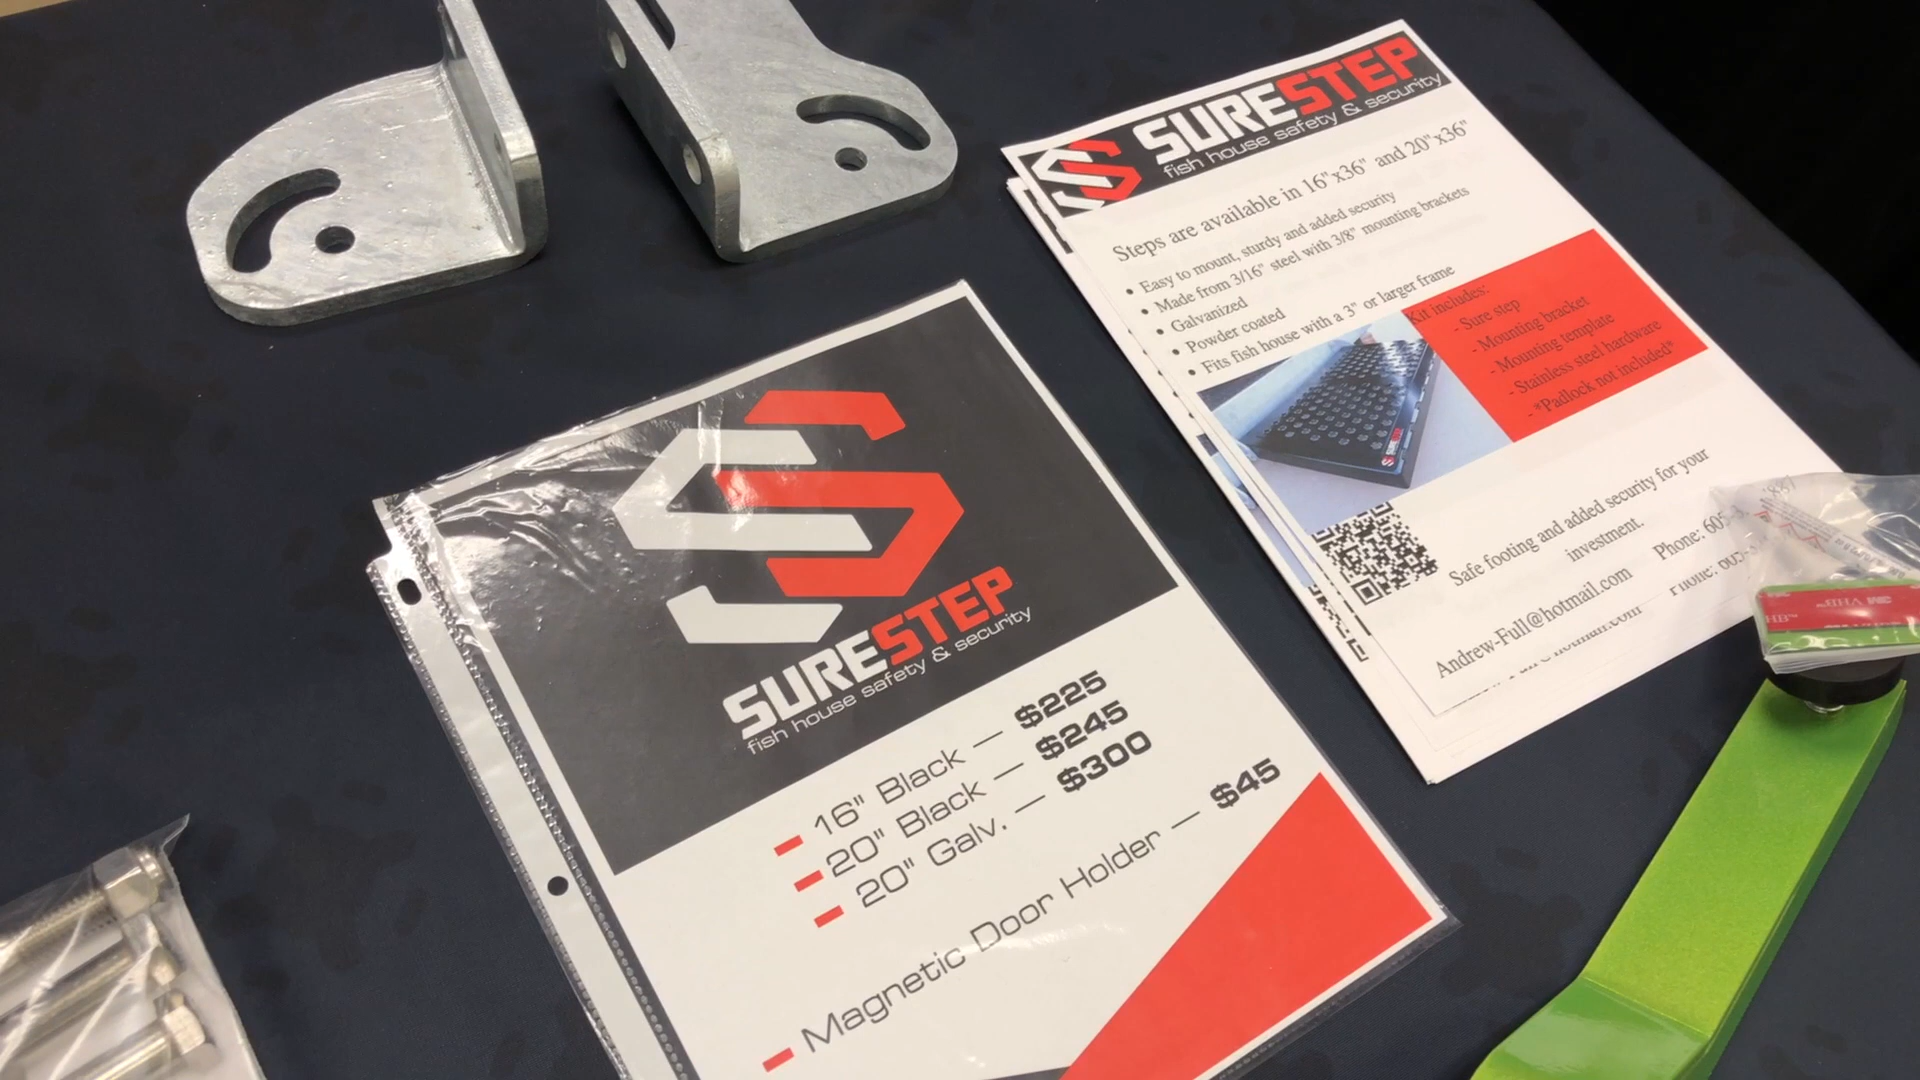 SURESTEP
fish house safety & security
Steps are available in 16"x36" and 20"x36"
• Easy to mount, sturdy and added security
• Made from 3/16" steel with 3/8" mounting brackets
• Galvanized
• Powder coated
• Fits fish house with a 3" or larger frame
Kit includes:
- Sure step
- Mounting bracket
- Mounting template
- Stainless steel hardware
- *Padlock not included*
Safe footing and added security for your
investment.
Andrew-Full@hotmail.com Phone: 605-
SURESTEP
fish house safety & security
16" Black — $225
20" Black — $245
20" Galv. — $300
Magnetic Door Holder — $45
3M VHB™